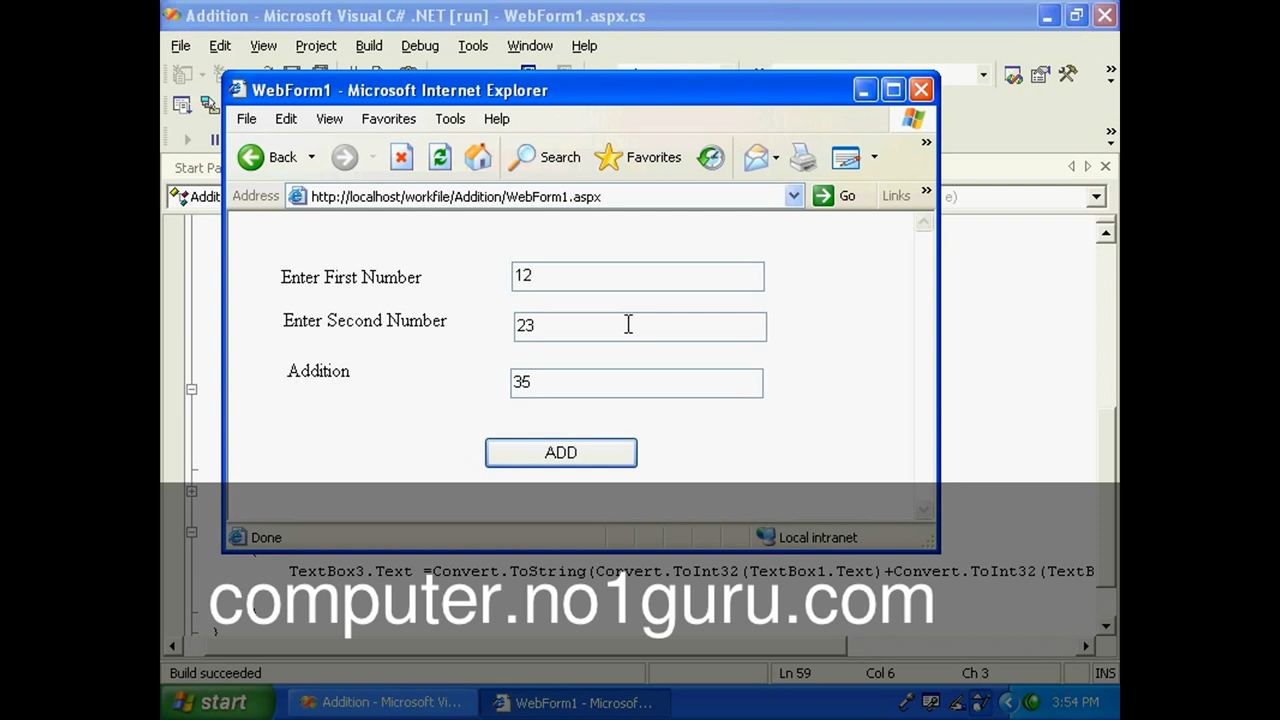 Addition - Microsoft Visual C# .NET [run] - WebForm1.aspx.cs
File Edit View Project Build Debug Tools Window Help
WebForm1 - Microsoft Internet Explorer
File Edit View Favorites Tools Help
Back Search Favorites
Start Pa
Address http://localhost/workfile/Addition/WebForm1.aspx Go Links
Addit
e)
Enter First Number 12
Enter Second Number 23
Addition 35
ADD
Done Local intranet
TextBox3.Text =Convert.ToString(Convert.ToInt32(TextBox1.Text)+Convert.ToInt32(TextB
computer.no1guru.com
}
Build succeeded Ln 59 Col 6 Ch 3 INS
start Addition - Microsoft Vi... WebForm1 - Microsof... 3:54 PM